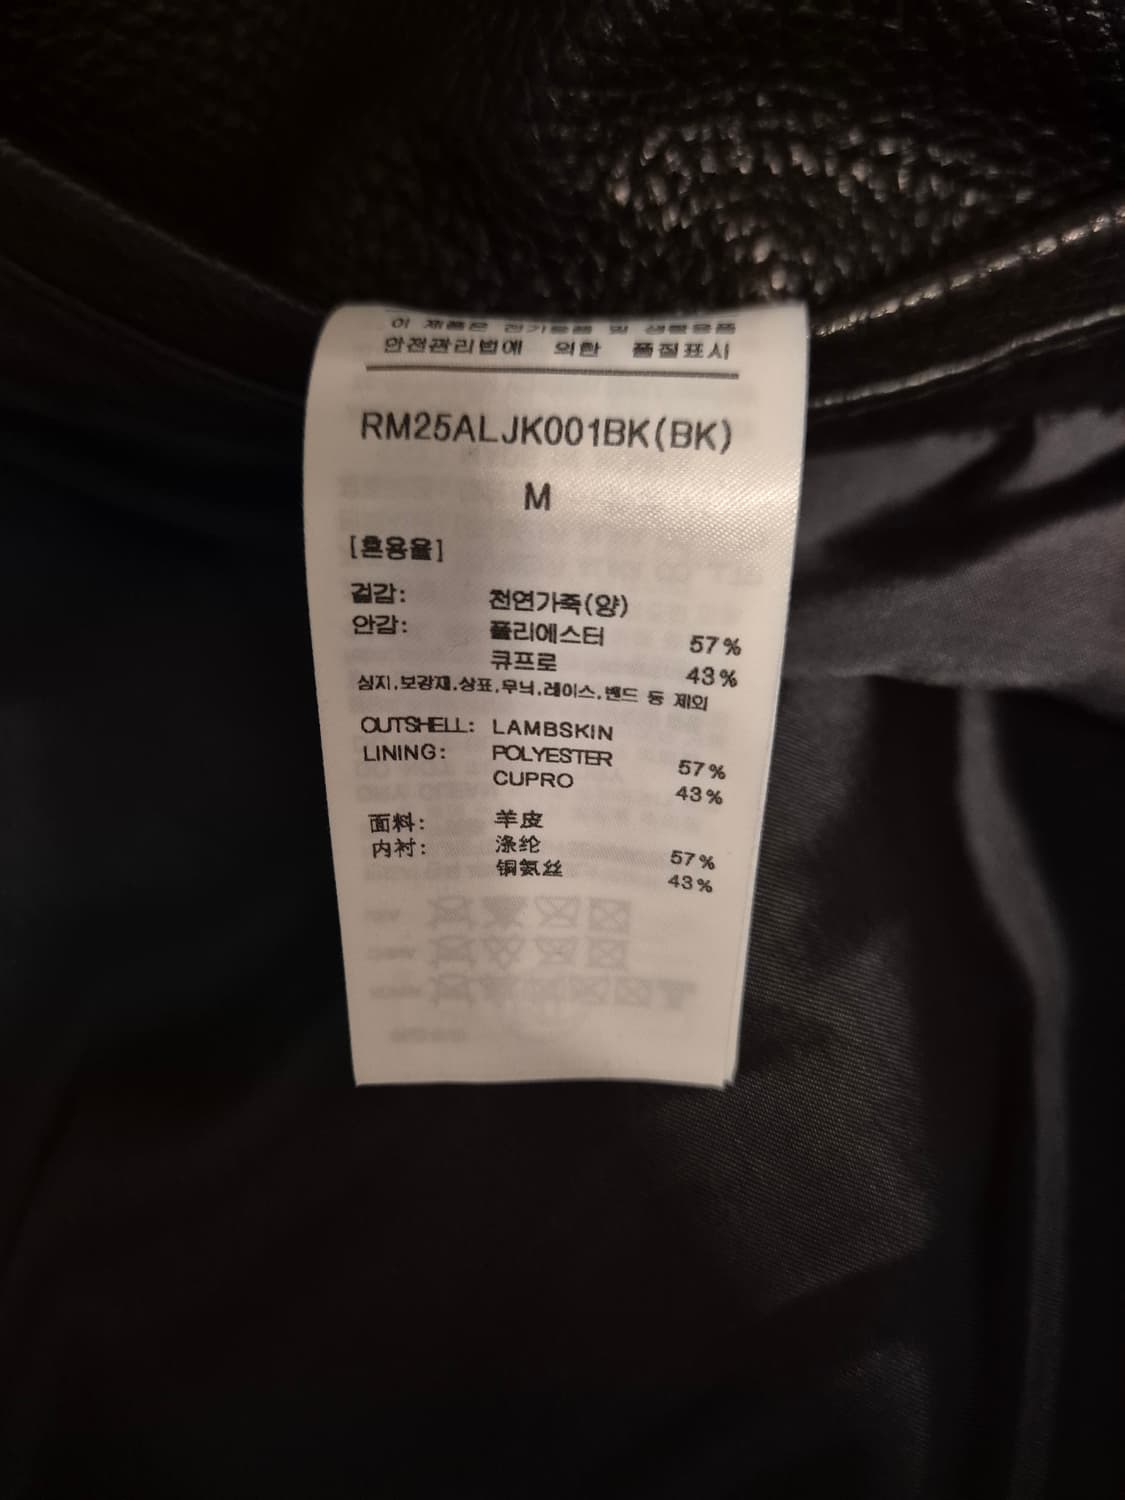 이 제품은 전기용품 및 생활용품
안전관리법에 의한 품질표시
RM25ALJK001BK(BK)
M
[혼용율]
겉감: 천연가죽(양)
안감: 폴리에스터 57%
큐프로 43%
심지,보강재,상표,무늬,레이스,밴드 등 제외
OUTSHELL: LAMBSKIN
LINING: POLYESTER 57%
CUPRO 43%
面料: 羊皮
内衬: 涤纶 57%
铜氨丝 43%